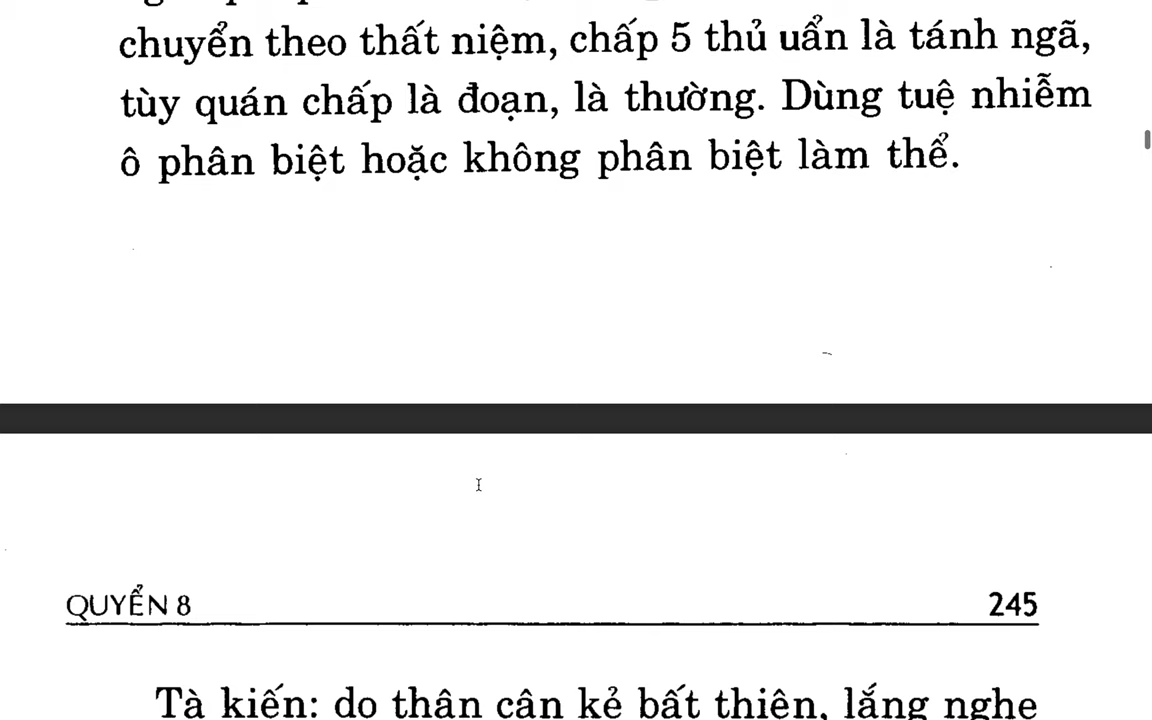 chuyển theo thất niệm, chấp 5 thủ uẩn là tánh ngã,
tùy quán chấp là đoạn, là thường. Dùng tuệ nhiễm
ô phân biệt hoặc không phân biệt làm thể.
QUYỂN 8 245
Tà kiến: do thân cân kẻ bất thiên, lắng nghe